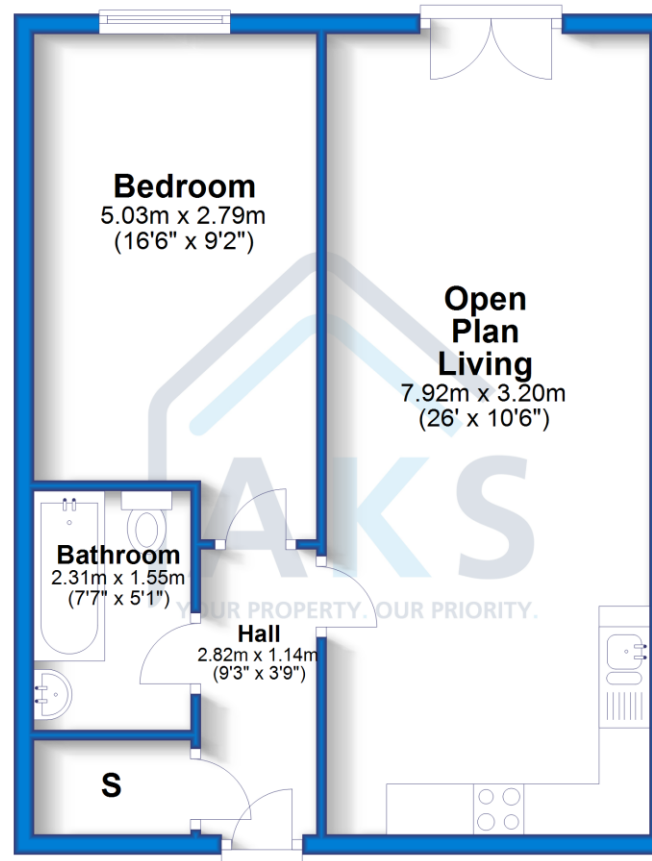 Bedroom
5.03m x 2.79m
(16'6" x 9'2")
Open
Plan
Living
7.92m x 3.20m
(26' x 10'6")
AKS
YOUR PROPERTY. OUR PRIORITY.
Bathroom
2.31m x 1.55m
(7'7" x 5'1")
Hall
2.82m x 1.14m
(9'3" x 3'9")
S